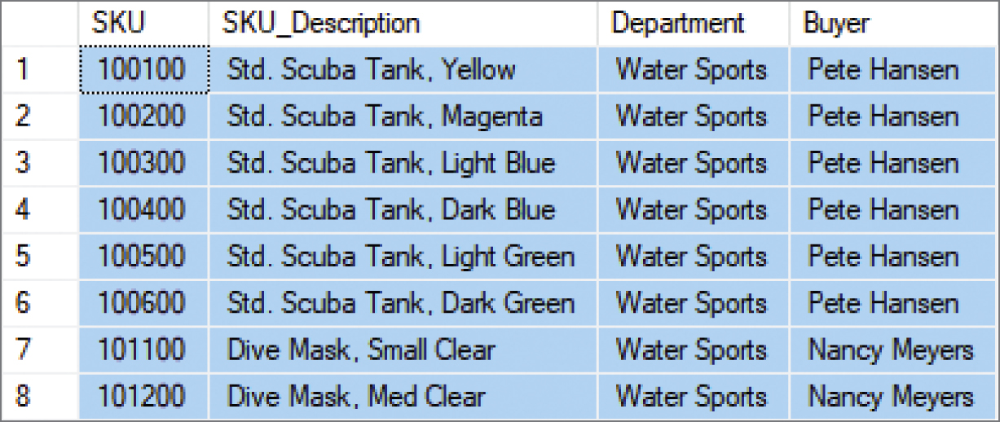 SKU SKU_Description Department Buyer
1 100100 Std. Scuba Tank, Yellow Water Sports Pete Hansen
2 100200 Std. Scuba Tank, Magenta Water Sports Pete Hansen
3 100300 Std. Scuba Tank, Light Blue Water Sports Pete Hansen
4 100400 Std. Scuba Tank, Dark Blue Water Sports Pete Hansen
5 100500 Std. Scuba Tank, Light Green Water Sports Pete Hansen
6 100600 Std. Scuba Tank, Dark Green Water Sports Pete Hansen
7 101100 Dive Mask, Small Clear Water Sports Nancy Meyers
8 101200 Dive Mask, Med Clear Water Sports Nancy Meyers